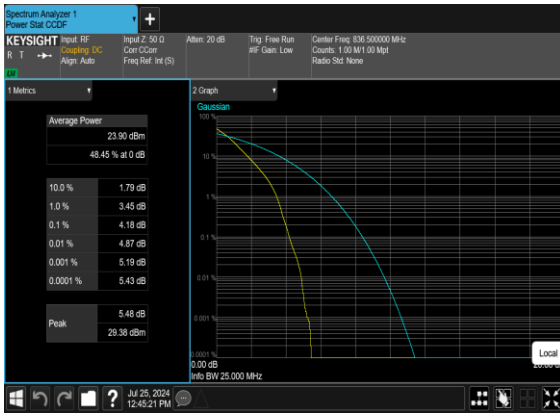 Spectrum Analyzer 1
Power Stat CCDF
+
KEYSIGHT
R T
LXI
Input: RF
Coupling: DC
Align: Auto
Input Z: 50 Ω
Corr CCorr
Freq Ref: Int (S)
Atten: 20 dB
Trig: Free Run
#IF Gain: Low
Center Freq: 836.500000 MHz
Counts: 1.00 M/1.00 Mpt
Radio Std: None
1 Metrics
Average Power
23.90 dBm
48.45 % at 0 dB
10.0 % 1.79 dB
1.0 % 3.45 dB
0.1 % 4.18 dB
0.01 % 4.87 dB
0.001 % 5.19 dB
0.0001 % 5.43 dB
Peak
5.48 dB
29.38 dBm
2 Graph
Gaussian
100 %
10 %
1 %
0.1 %
0.01 %
0.001 %
0.0001 %
0.00 dB
Info BW 25.000 MHz
Local
?
Jul 25, 2024
12:45:21 PM